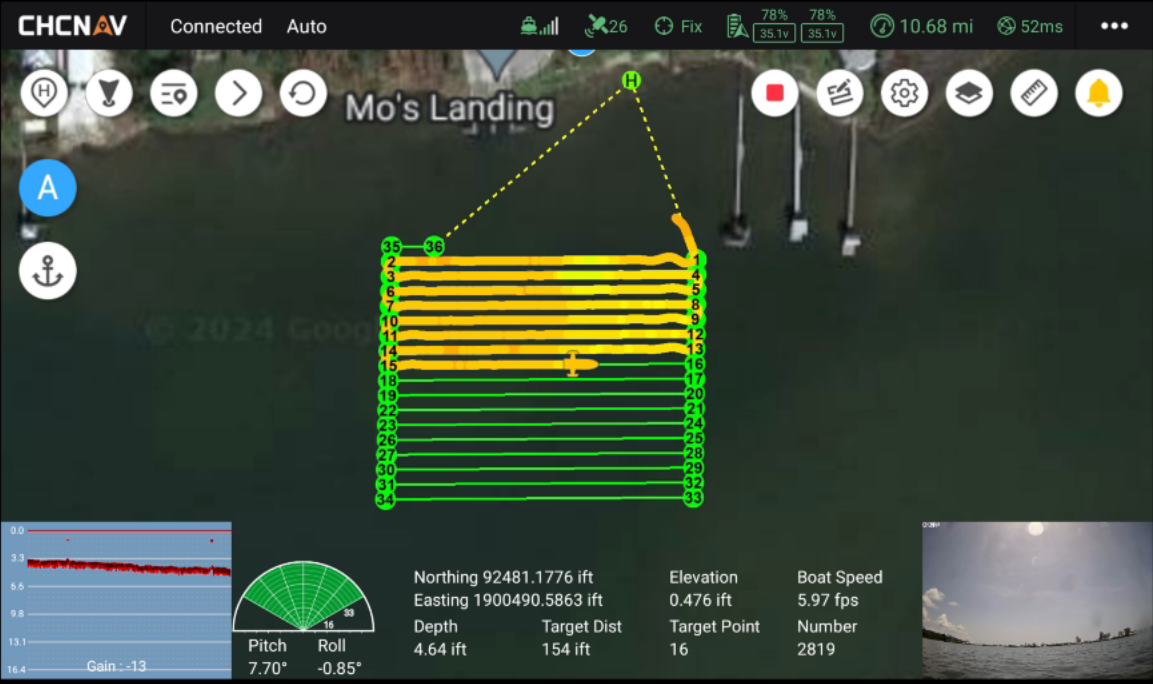 CHCNAV Connected Auto 26 Fix 78% 78% 35.1v 35.1v 10.68 mi 52ms
H
H
Mo's Landing
A
35 36
2 1
3 4
6 5
7 8
10 9
© 2024 Goog
11 12
14 13
15 16
18 17
19 20
22 21
23 24
26 25
27 28
30 29
31 32
34 33
0.0
3.3
6.5
9.8
13.1
16.4
Gain : -13
33
16
Pitch Roll
7.70° -0.85°
Northing 92481.1776 ift
Easting 1900490.5863 ift
Depth Target Dist
4.64 ift 154 ift
Elevation
0.476 ift
Target Point
16
Boat Speed
5.97 fps
Number
2819